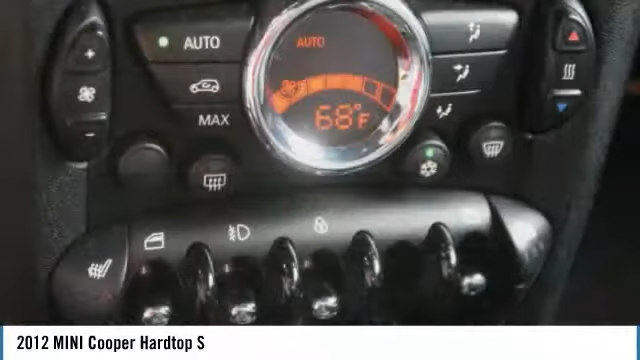 AUTO
AUTO
MAX
68°F
2012 MINI Cooper Hardtop S